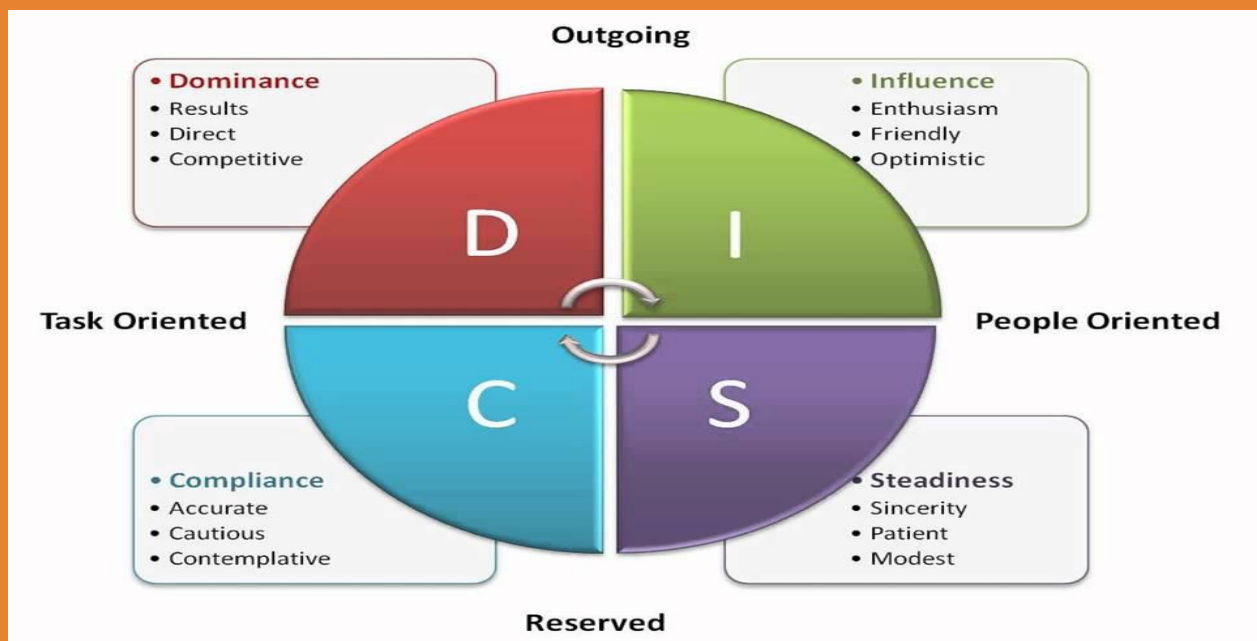 Outgoing
• Dominance
• Results
• Direct
• Competitive
• Influence
• Enthusiasm
• Friendly
• Optimistic
D
I
Task Oriented
People Oriented
C
S
• Compliance
• Accurate
• Cautious
• Contemplative
• Steadiness
• Sincerity
• Patient
• Modest
Reserved